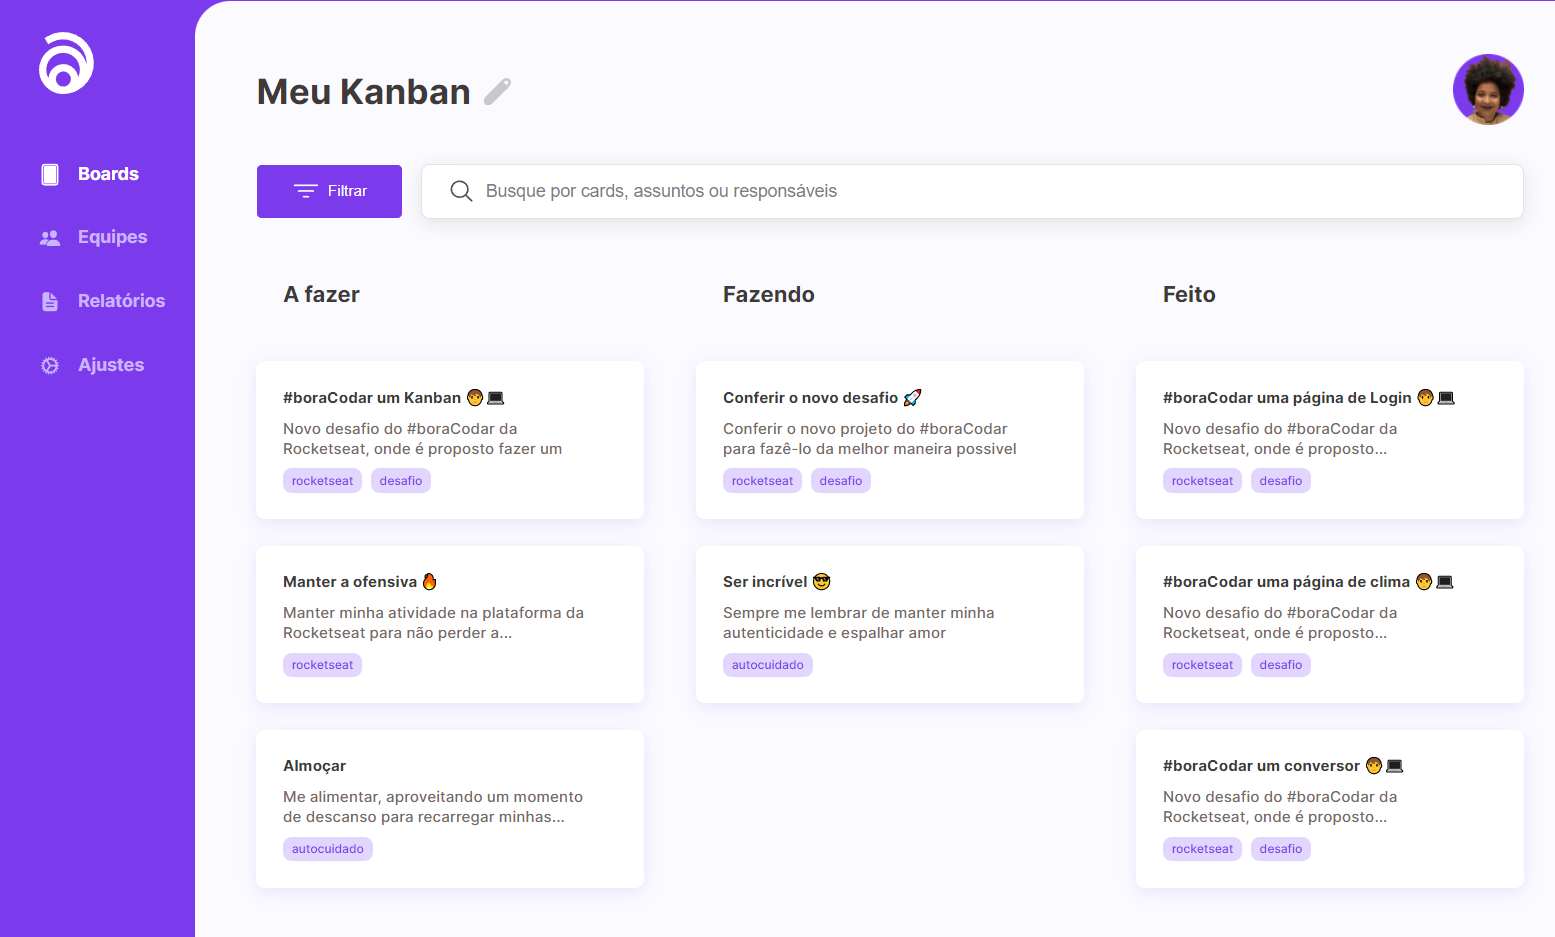 Boards
Equipes
Relatórios
Ajustes
Meu Kanban
Filtrar
Busque por cards, assuntos ou responsáveis
A fazer
#boraCodar um Kanban 🧑💻
Novo desafio do #boraCodar da
Rocketseat, onde é proposto fazer um
rocketseat desafio
Manter a ofensiva 🔥
Manter minha atividade na plataforma da
Rocketseat para não perder a...
rocketseat
Almoçar
Me alimentar, aproveitando um momento
de descanso para recarregar minhas...
autocuidado
Fazendo
Conferir o novo desafio 🚀
Conferir o novo projeto do #boraCodar
para fazê-lo da melhor maneira possivel
rocketseat desafio
Ser incrível 😎
Sempre me lembrar de manter minha
autenticidade e espalhar amor
autocuidado
Feito
#boraCodar uma página de Login 🧑💻
Novo desafio do #boraCodar da
Rocketseat, onde é proposto...
rocketseat desafio
#boraCodar uma página de clima 🧑💻
Novo desafio do #boraCodar da
Rocketseat, onde é proposto...
rocketseat desafio
#boraCodar um conversor 🧑💻
Novo desafio do #boraCodar da
Rocketseat, onde é proposto...
rocketseat desafio